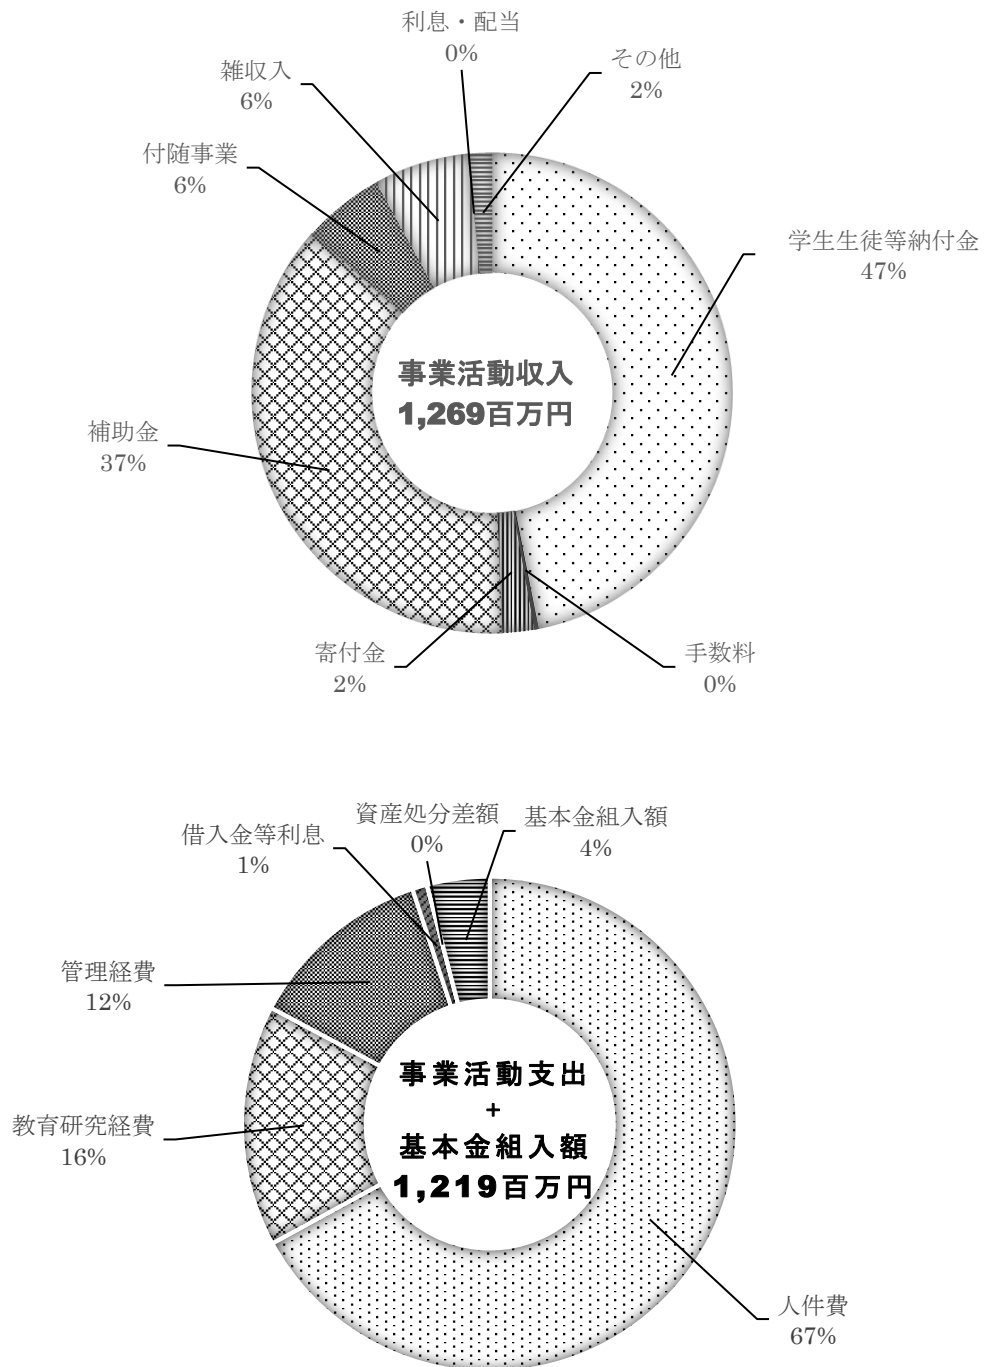 利息・配当
0%
その他
2%
雑収入
6%
付随事業
6%
学生生徒等納付金
47%
事業活動収入
1,269百万円
補助金
37%
寄付金
2%
手数料
0%
資産処分差額
0%
基本金組入額
4%
借入金等利息
1%
管理経費
12%
事業活動支出
+
基本金組入額
1,219百万円
教育研究経費
16%
人件費
67%